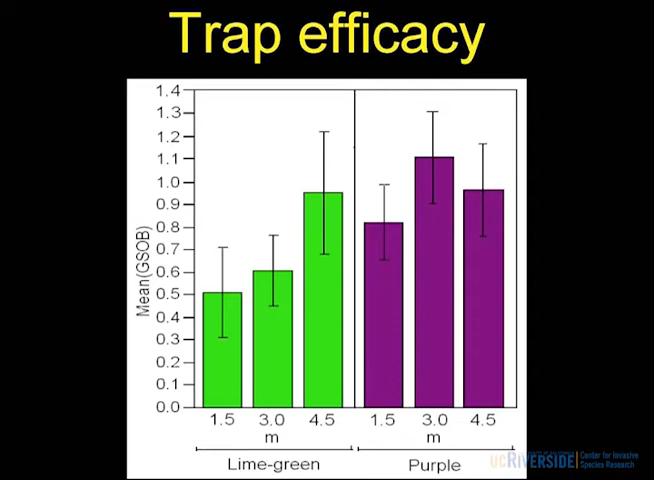 Trap efficacy
1.4
1.3
1.2
1.1
1.0
0.9
0.8
0.7
0.6
0.5
0.4
0.3
0.2
0.1
0.0
Mean(GSOB)
1.5 3.0 4.5 1.5 3.0 4.5
m m
Lime-green Purple
UCRIVERSIDE Center for Invasive
Species Research